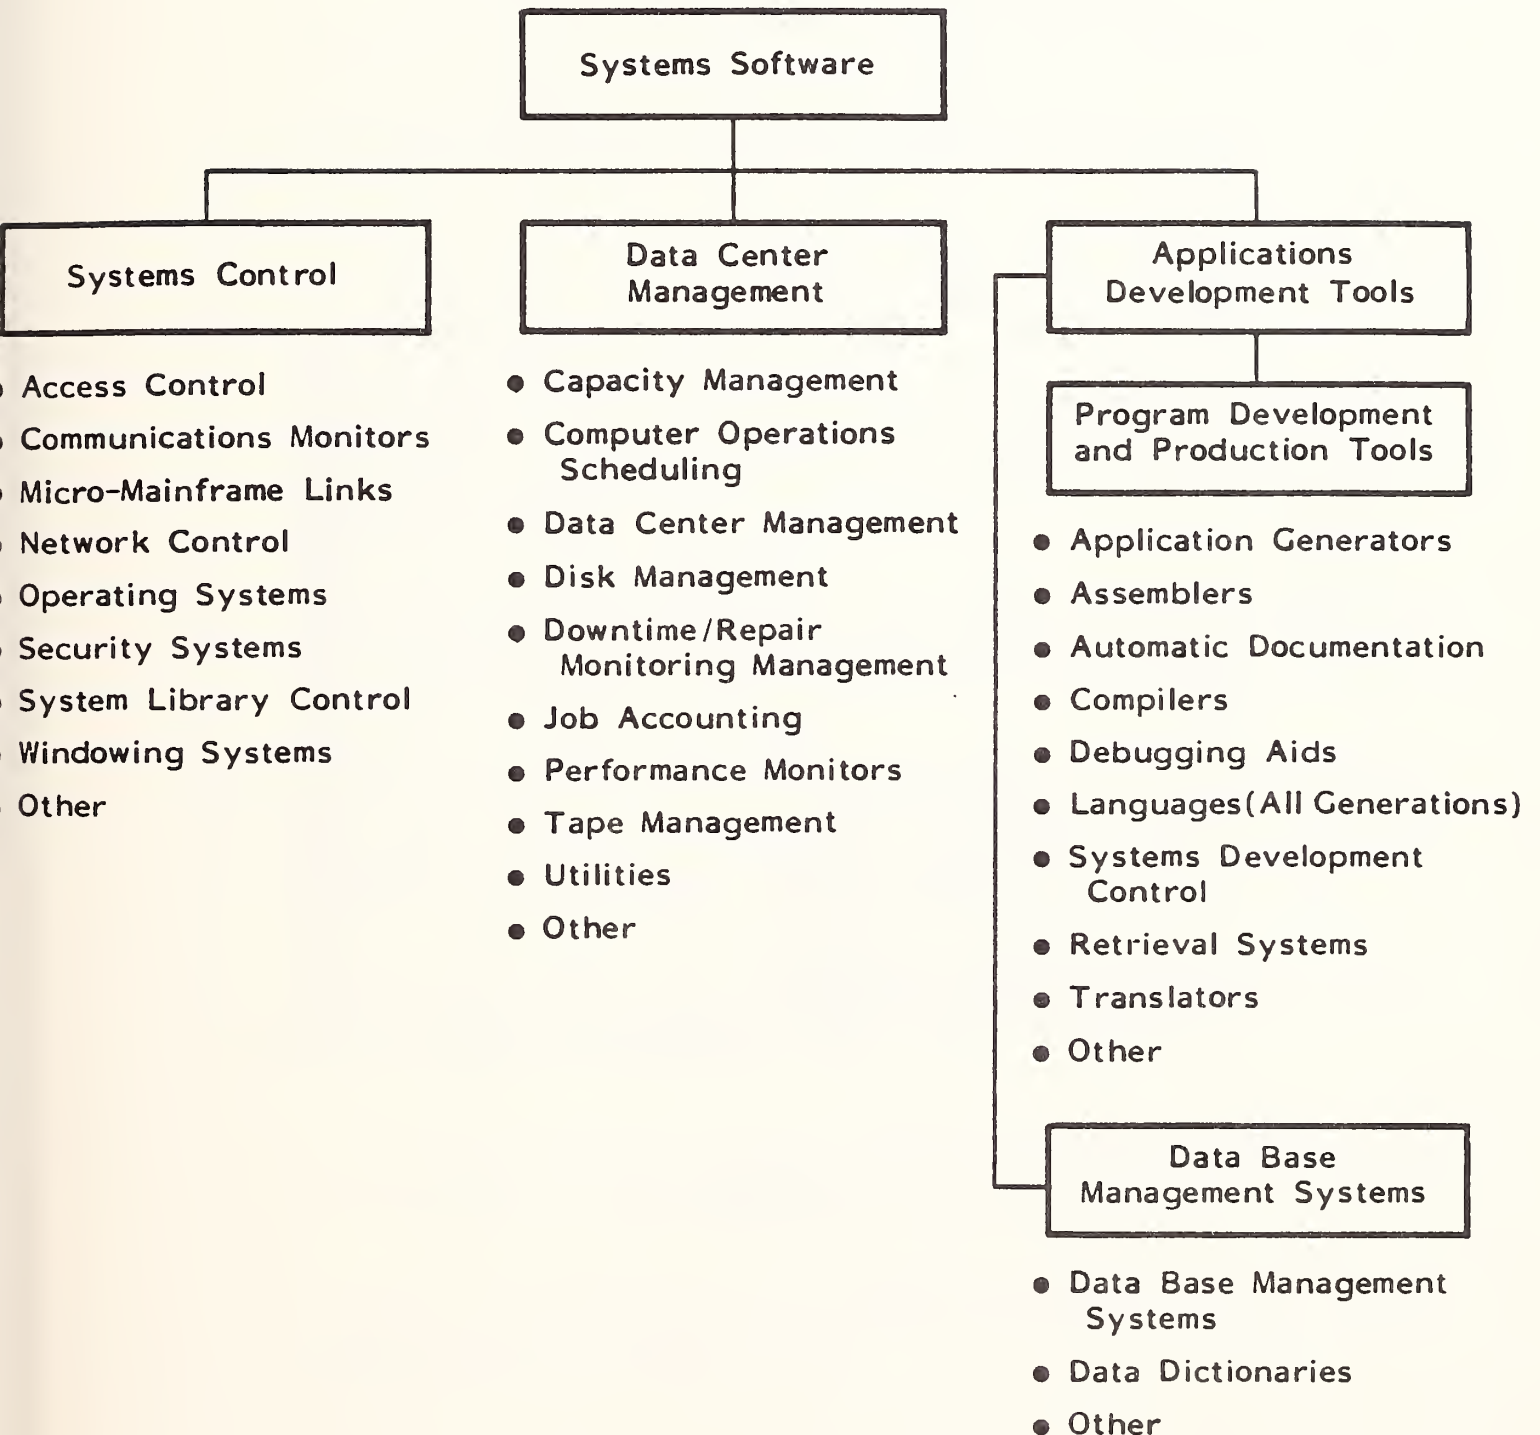 Systems Software
Systems Control
● Access Control
● Communications Monitors
● Micro-Mainframe Links
● Network Control
● Operating Systems
● Security Systems
● System Library Control
● Windowing Systems
● Other
Data Center
Management
● Capacity Management
● Computer Operations
Scheduling
● Data Center Management
● Disk Management
● Downtime/Repair
Monitoring Management
● Job Accounting
● Performance Monitors
● Tape Management
● Utilities
● Other
Applications
Development Tools
Program Development
and Production Tools
● Application Generators
● Assemblers
● Automatic Documentation
● Compilers
● Debugging Aids
● Languages(All Generations)
● Systems Development
Control
● Retrieval Systems
● Translators
● Other
Data Base
Management Systems
● Data Base Management
Systems
● Data Dictionaries
● Other